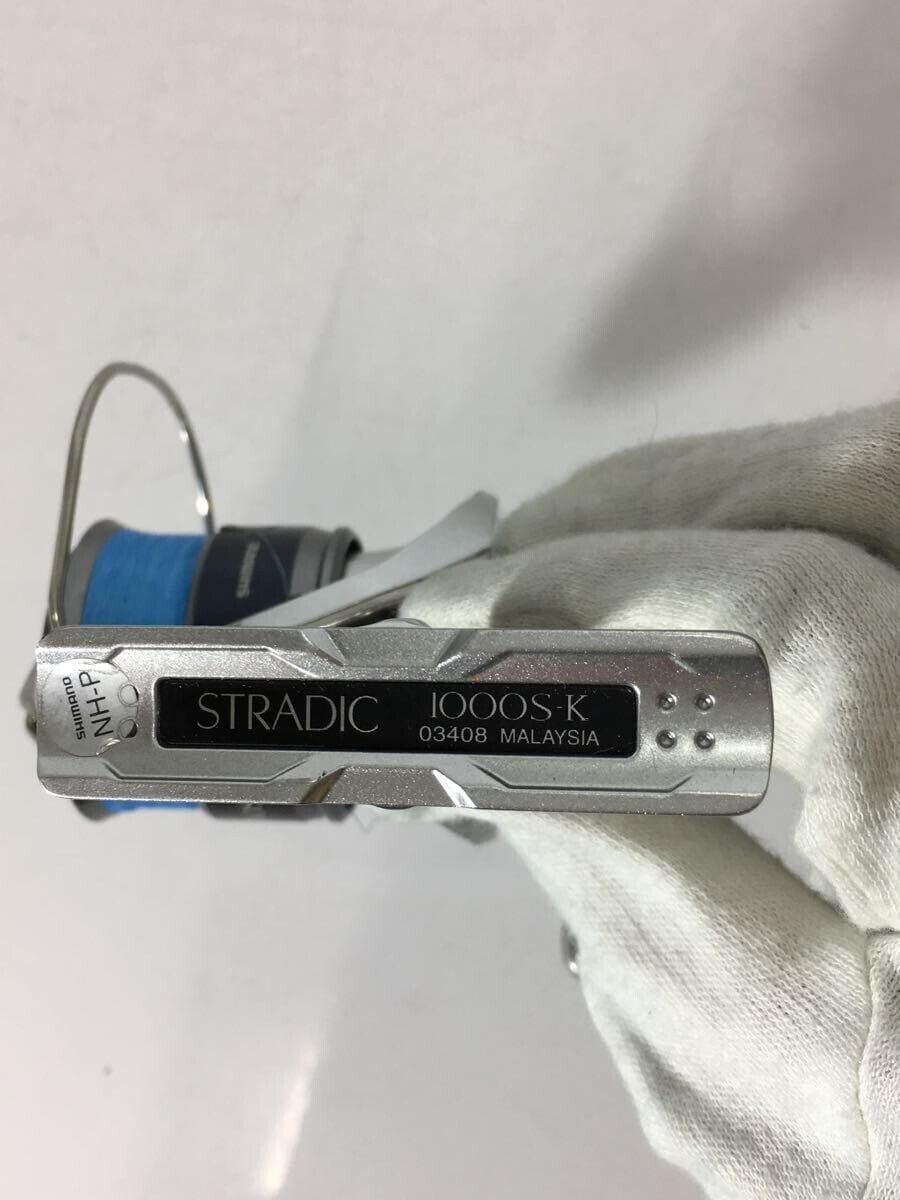 SHIMANO
SHIMANO
NH-P
STRADIC 1000S-K
03408 MALAYSIA